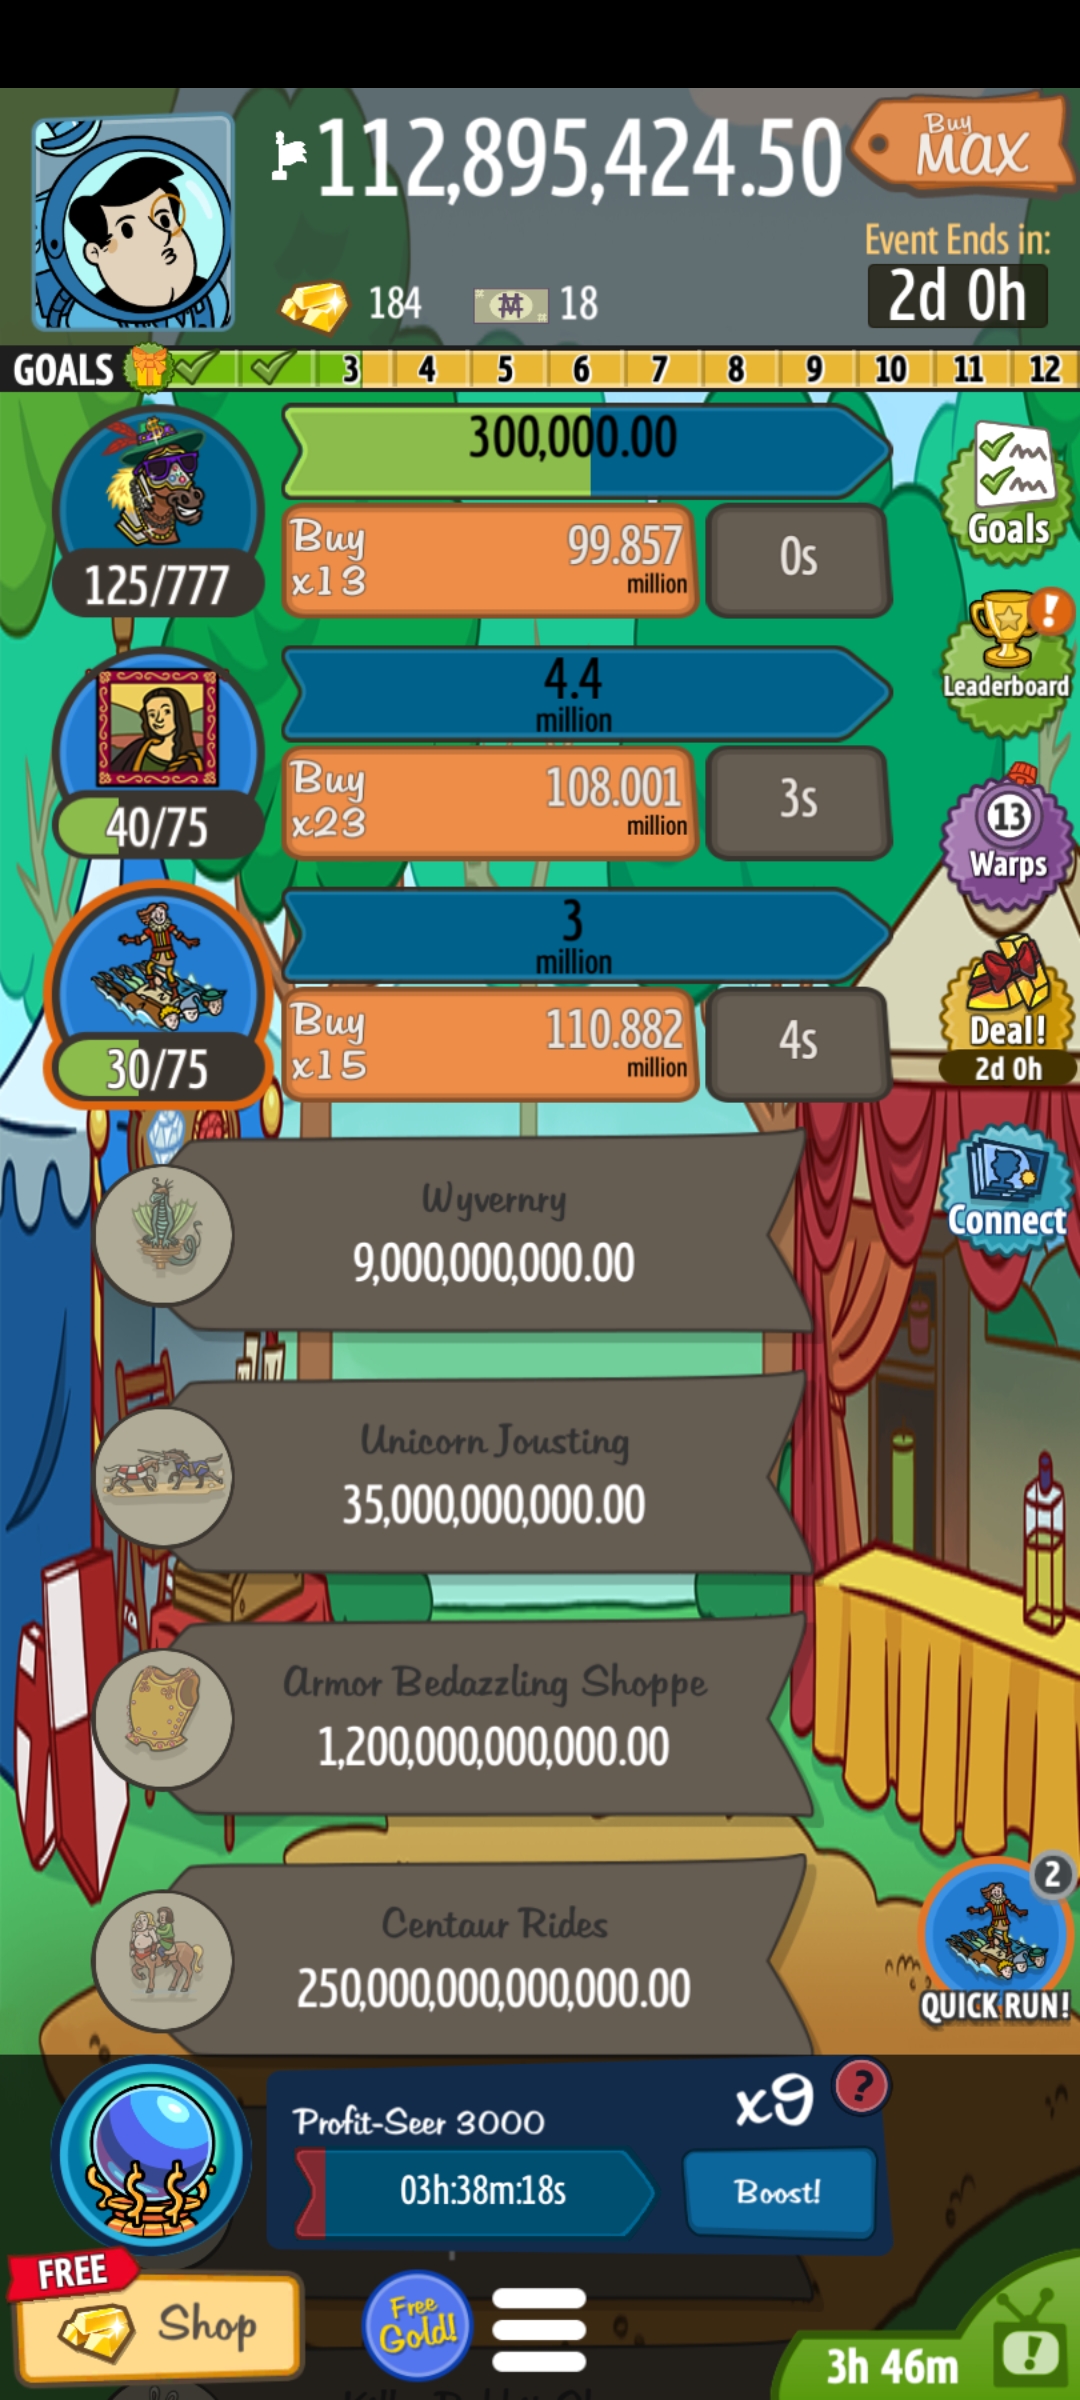 112,895,424.50
Buy
MAX
Event Ends in:
2d 0h
184
18
GOALS 3 4 5 6 7 8 9 10 11 12
300,000.00
Buy
x13
99.857
million
0s
125/777
Goals
4.4
million
Buy
x23
108.001
million
3s
40/75
Leaderboard
13
Warps
3
million
Buy
x15
110.882
million
4s
30/75
Deal!
2d 0h
Wyvernry
9,000,000,000.00
Connect
Unicorn Jousting
35,000,000,000.00
Armor Bedazzling Shoppe
1,200,000,000,000.00
Centaur Rides
250,000,000,000,000.00
2
QUICK RUN!
Profit-Seer 3000
x9
?
03h:38m:18s
Boost!
FREE
Shop
Free
Gold!
3h 46m